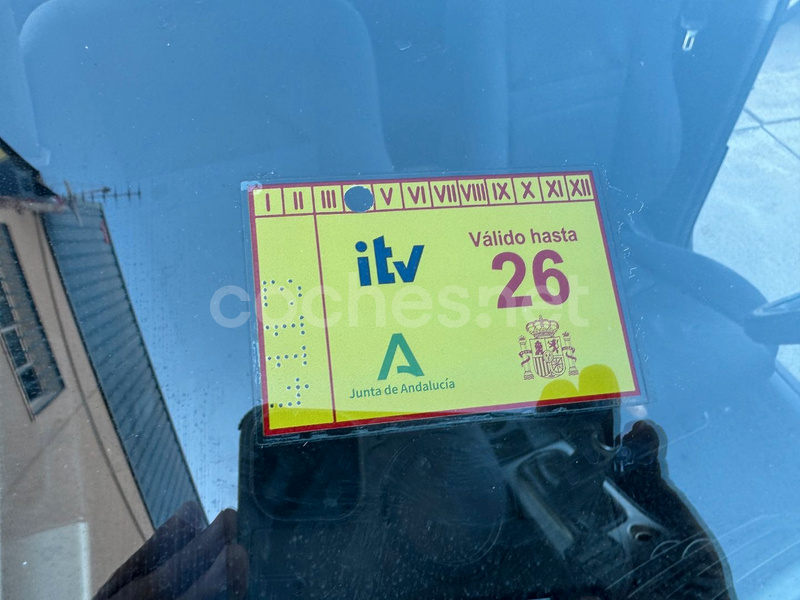 I II III V VI VII VIII IX X XI XII
itv
Válido hasta
26
coches.net
Junta de Andalucía